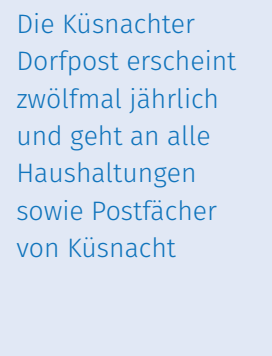 Die Küsnachter
Dorfpost erscheint
zwölfmal jährlich
und geht an alle
Haushaltungen
sowie Postfächer
von Küsnacht